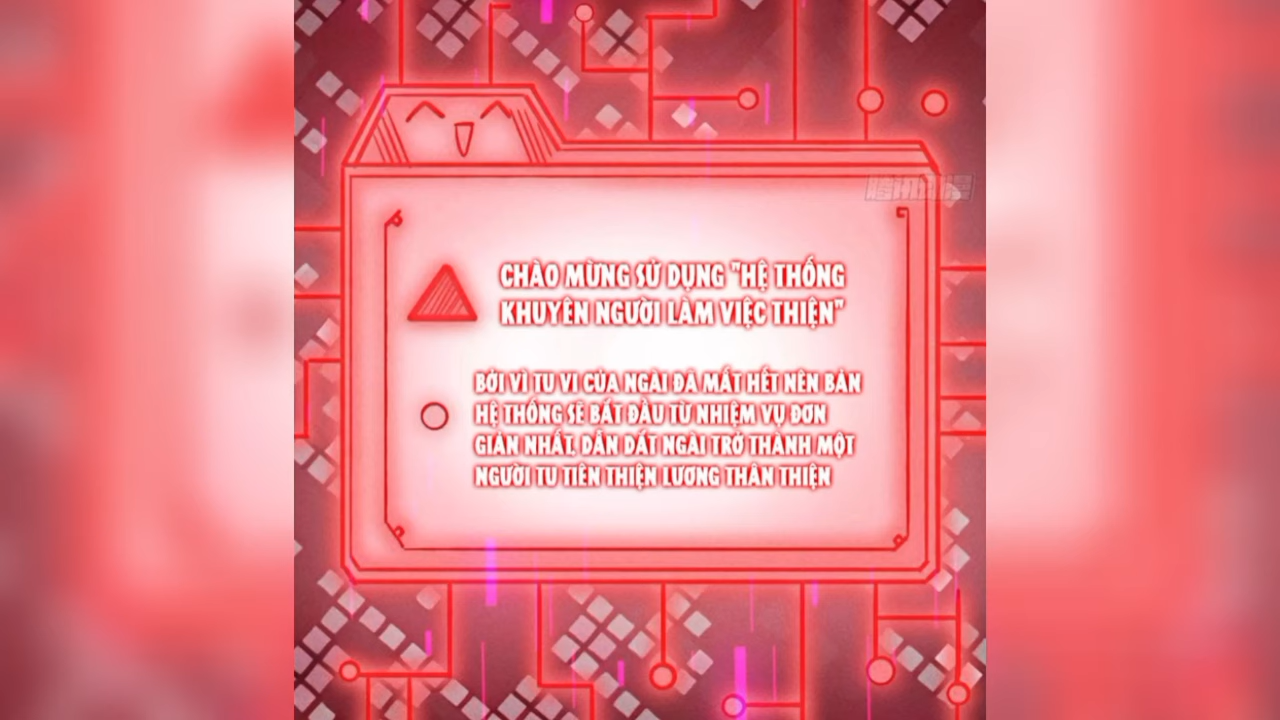 CHÀO MỪNG SỬ DỤNG "HỆ THỐNG
KHUYÊN NGƯỜI LÀM VIỆC THIỆN"
BỞI VÌ TU VI CỦA NGÀI ĐÃ MẤT HẾT NÊN BẢN
HỆ THỐNG SẼ BẮT ĐẦU TỪ NHIỆM VỤ ĐƠN
GIẢN NHẤT, DẪN DẮT NGÀI TRỞ THÀNH MỘT
NGƯỜI TU TIÊN THIỆN LƯƠNG THÂN THIỆN